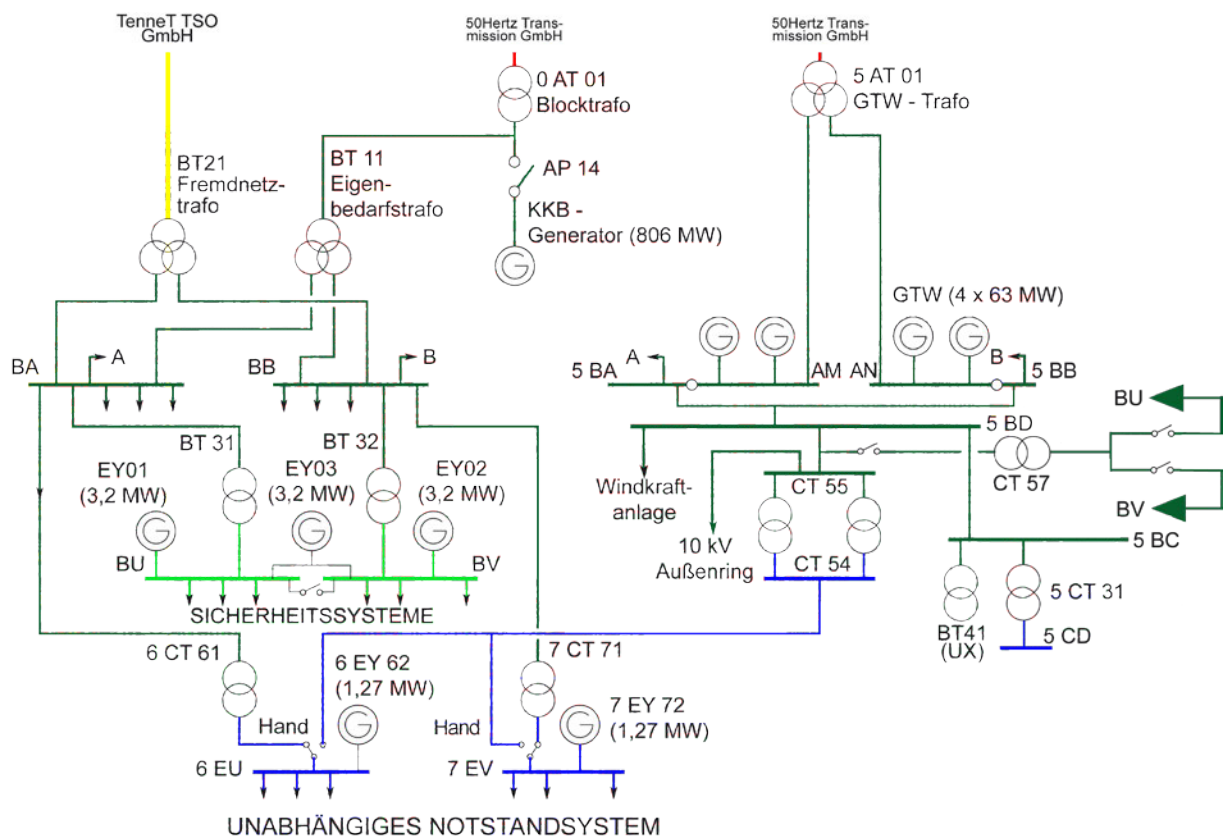 TenneT TSO
GmbH
50Hertz Trans-
mission GmbH
50Hertz Trans-
mission GmbH
0 AT 01
Blocktrafo
5 AT 01
GTW - Trafo
BT21
Fremdnetz-
trafo
BT 11
Eigen-
bedarfstrafo
AP 14
KKB -
Generator (806 MW)
G
GTW (4 x 63 MW)
G
G
G
G
BA
A
BB
B
5 BA
A
AM
AN
B
5 BB
BU
5 BD
BT 31
BT 32
EY01
(3,2 MW)
EY03
(3,2 MW)
EY02
(3,2 MW)
G
G
G
Windkraft-
anlage
CT 55
CT 57
BV
10 kV
Außenring
CT 54
5 BC
BU
BV
SICHERHEITSSYSTEME
BT41
(UX)
5 CT 31
5 CD
6 CT 61
6 EY 62
(1,27 MW)
7 CT 71
7 EY 72
(1,27 MW)
Hand
G
Hand
G
6 EU
7 EV
UNABHÄNGIGES NOTSTANDSYSTEM